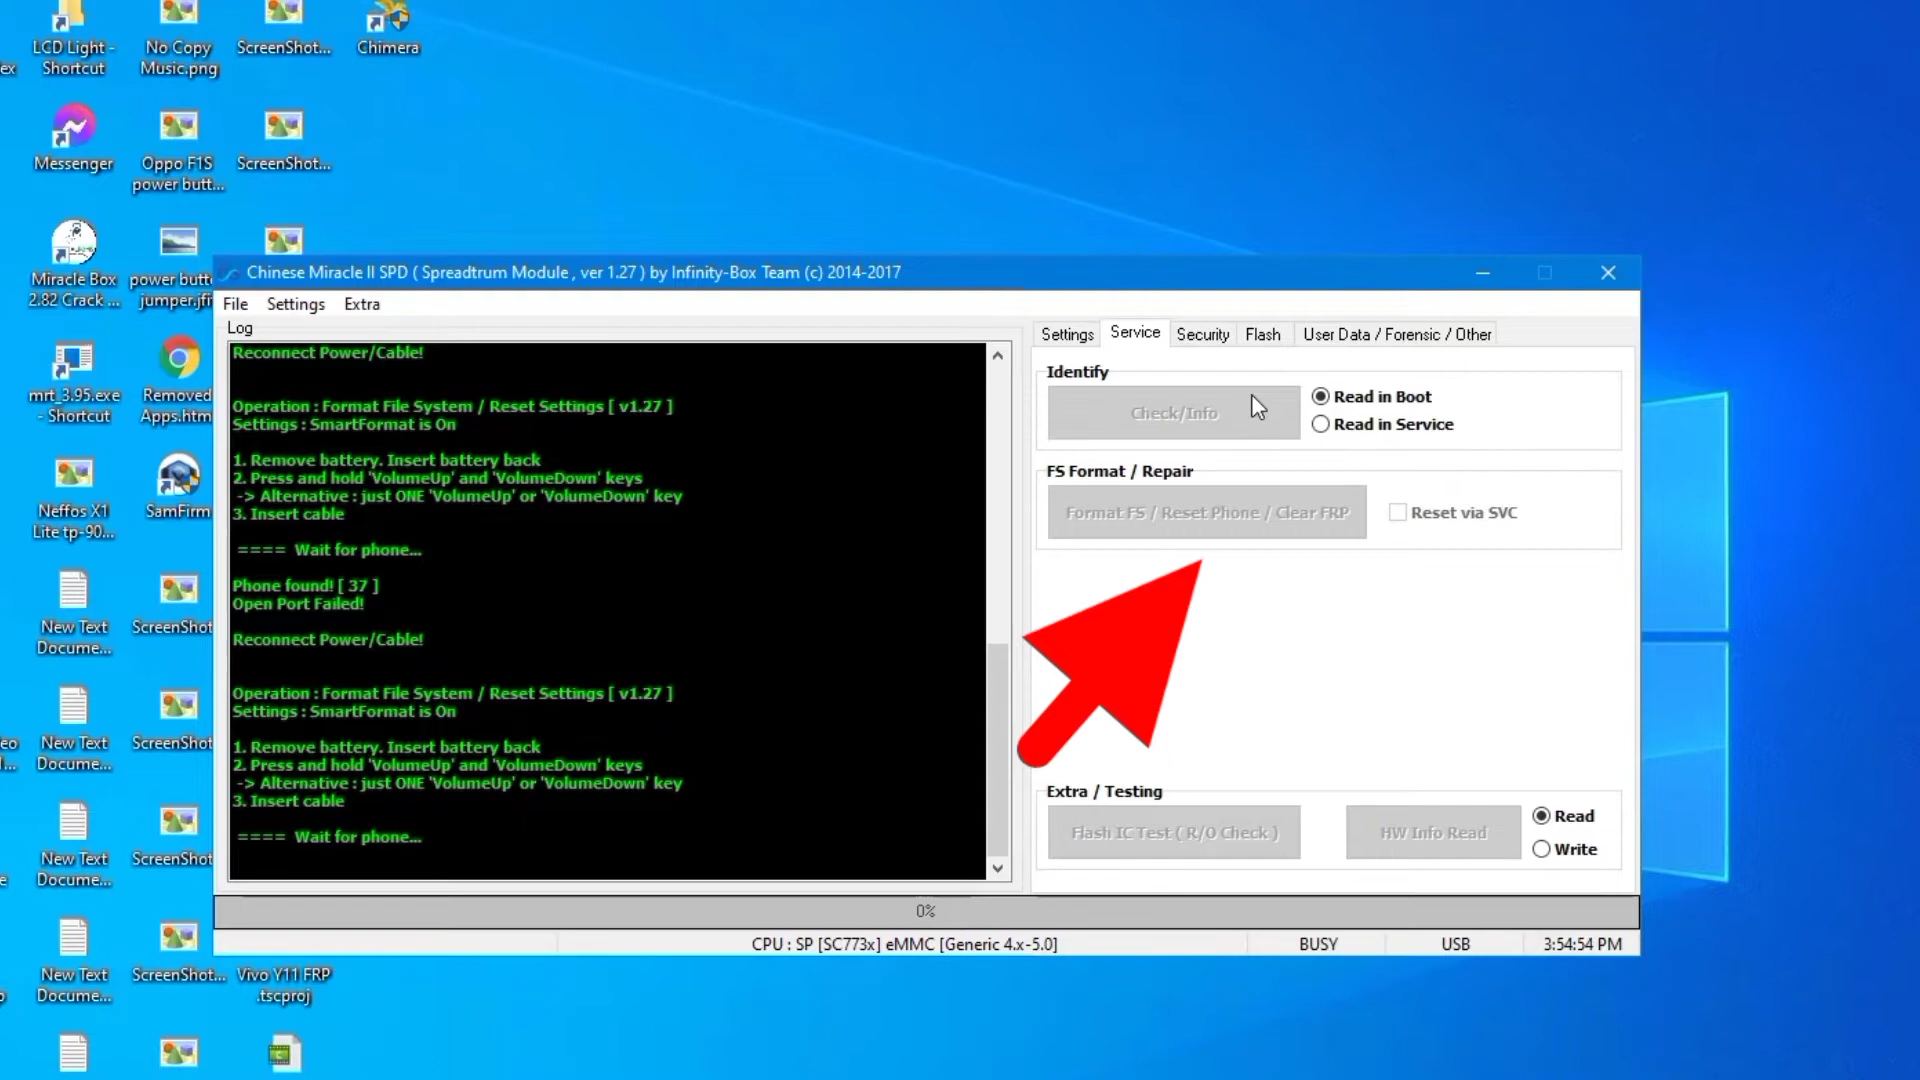 LCD Light -
Shortcut
No Copy
Music.png
ScreenShot...
Chimera
ex
Messenger
Oppo F1S
power butt...
ScreenShot...
Miracle Box
2.82 Crack ...
power butt
jumper.jfi
mrt_3.95.exe
- Shortcut
Removed
Apps.htm
Neffos X1
Lite tp-90...
SamFirm
New Text
Docume...
ScreenShot
eo
l...
New Text
Docume...
ScreenShot
e
New Text
Docume...
ScreenShot
New Text
Docume...
ScreenShot...
Vivo Y11 FRP
.tscproj
Chinese Miracle II SPD ( Spreadtrum Module , ver 1.27 ) by Infinity-Box Team (c) 2014-2017
File Settings Extra
Log
Reconnect Power/Cable!
Operation : Format File System / Reset Settings [ v1.27 ]
Settings : SmartFormat is On
1. Remove battery. Insert battery back
2. Press and hold 'VolumeUp' and 'VolumeDown' keys
-> Alternative : just ONE 'VolumeUp' or 'VolumeDown' key
3. Insert cable
==== Wait for phone...
Phone found! [ 37 ]
Open Port Failed!
Reconnect Power/Cable!
Operation : Format File System / Reset Settings [ v1.27 ]
Settings : SmartFormat is On
1. Remove battery. Insert battery back
2. Press and hold 'VolumeUp' and 'VolumeDown' keys
-> Alternative : just ONE 'VolumeUp' or 'VolumeDown' key
3. Insert cable
==== Wait for phone...
Settings Service Security Flash User Data / Forensic / Other
Identify
Check/Info
Read in Boot
Read in Service
FS Format / Repair
Format FS / Reset Phone / Clear FRP
Reset via SVC
Extra / Testing
Flash IC Test ( R/O Check )
HW Info Read
Read
Write
0%
CPU : SP [SC773x] eMMC [Generic 4.x-5.0]
BUSY
USB
3:54:54 PM